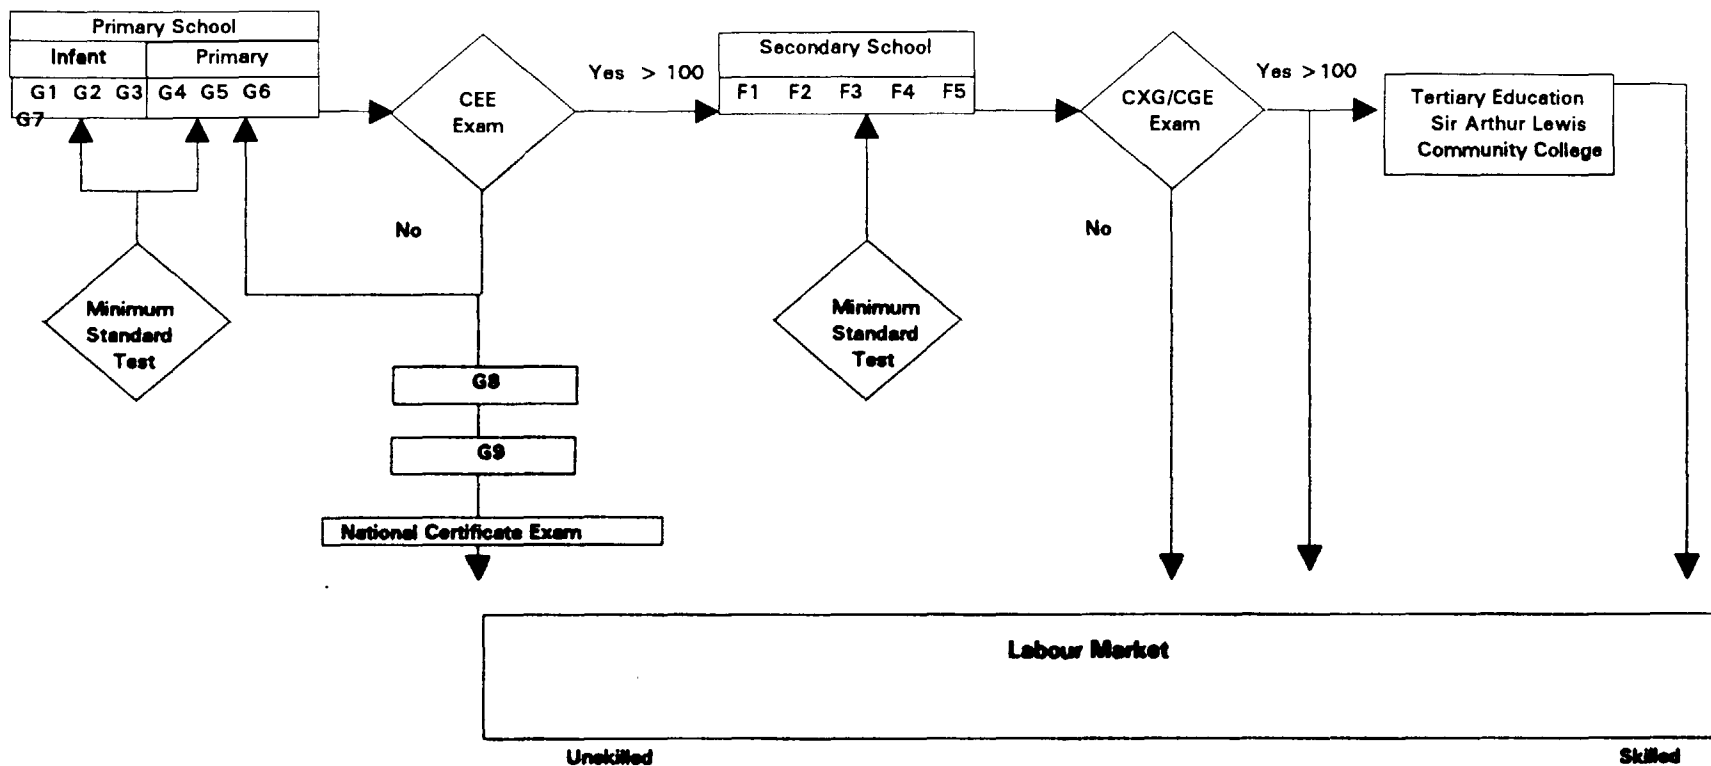 Primary School
Infant Primary
G1 G2 G3 G4 G5 G6
G7
CEE
Exam
Yes > 100
Secondary School
F1 F2 F3 F4 F5
CXG/CGE
Exam
Yes >100
Tertiary Education
Sir Arthur Lewis
Community College
No
No
Minimum
Standard
Test
Minimum
Standard
Test
G8
G9
National Certificate Exam
Labour Market
Unskilled
Skilled